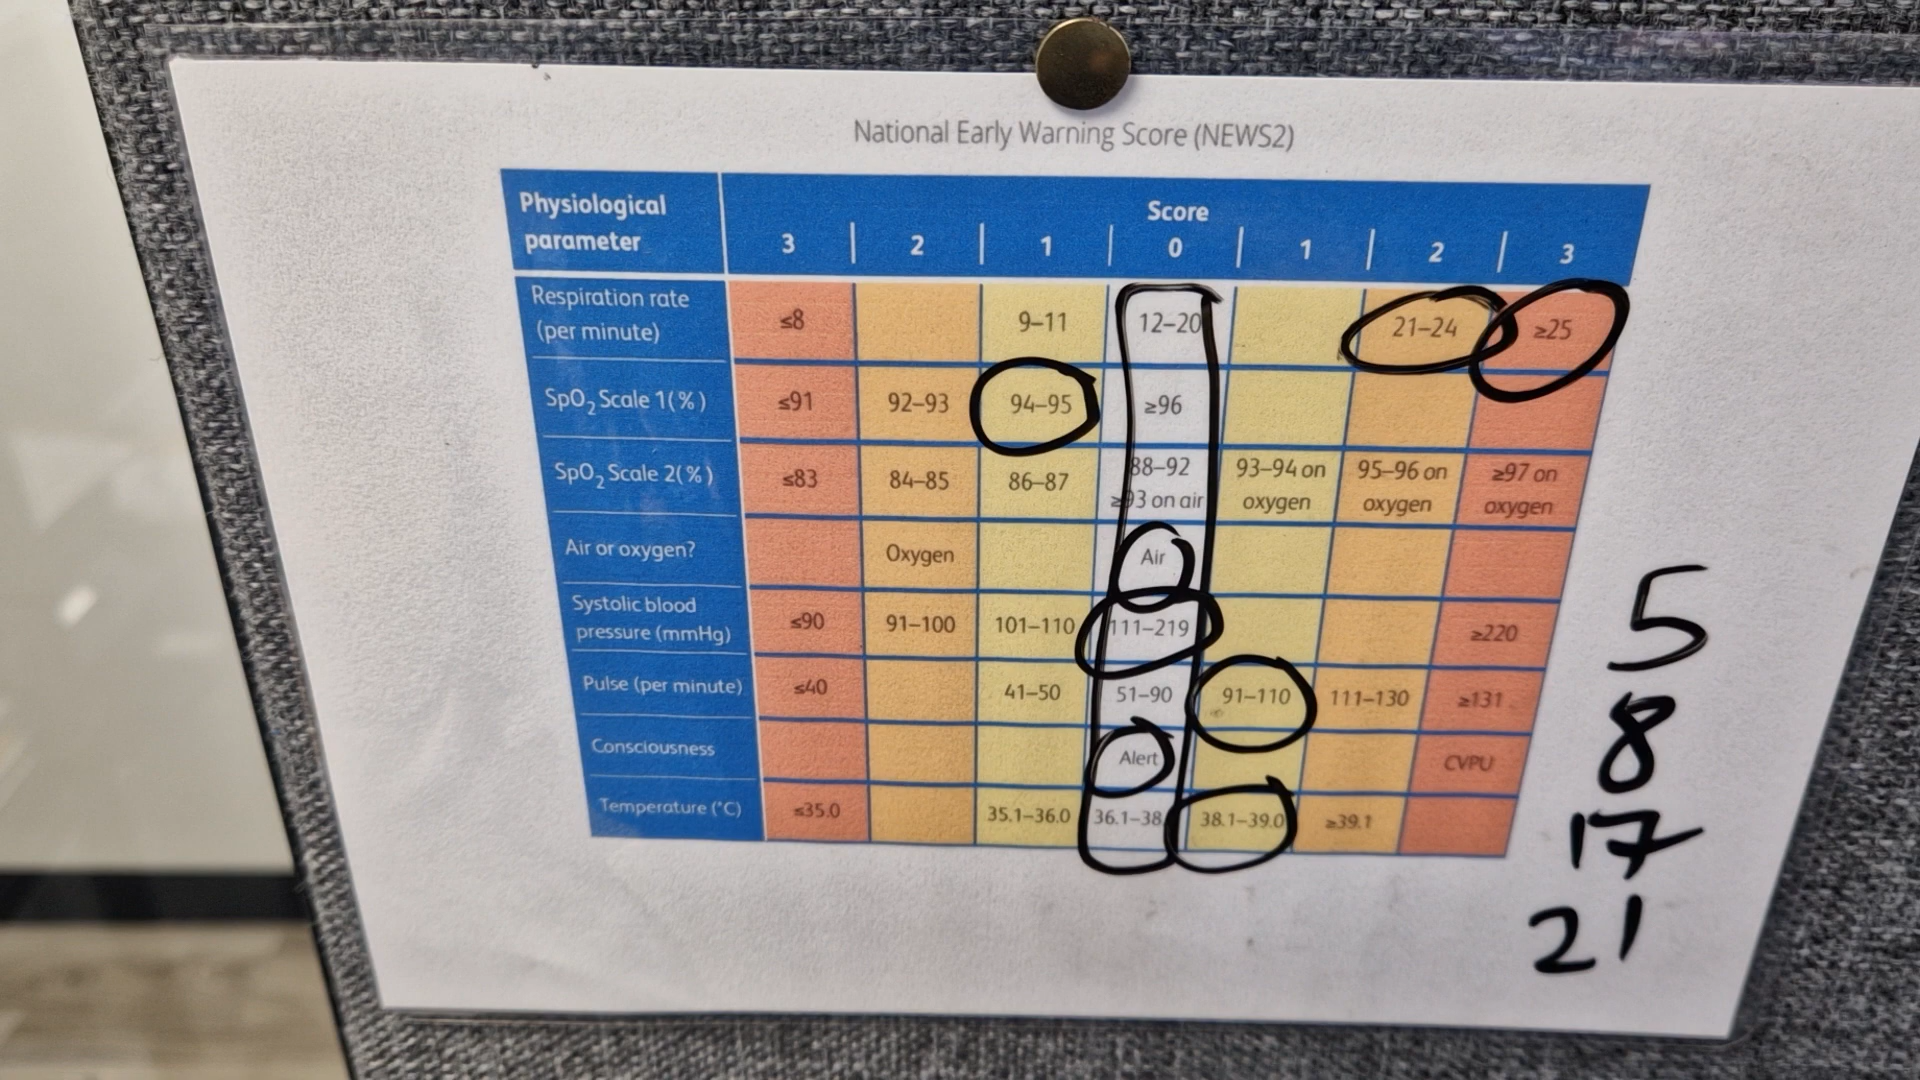 National Early Warning Score (NEWS2)
Physiological parameter Score
3 2 1 0 1 2 3
Respiration rate (per minute) ≤8 9–11 12–20 21–24 ≥25
SpO2 Scale 1(%) ≤91 92–93 94–95 ≥96
SpO2 Scale 2(%) ≤83 84–85 86–87 88–92 ≥93 on air 93–94 on oxygen 95–96 on oxygen ≥97 on oxygen
Air or oxygen? Oxygen Air
Systolic blood pressure (mmHg) ≤90 91–100 101–110 111–219 ≥220
Pulse (per minute) ≤40 41–50 51–90 91–110 111–130 ≥131
Consciousness Alert CVPU
Temperature (°C) ≤35.0 35.1–36.0 38.1–39.0 ≥39.1
5
8
17
21